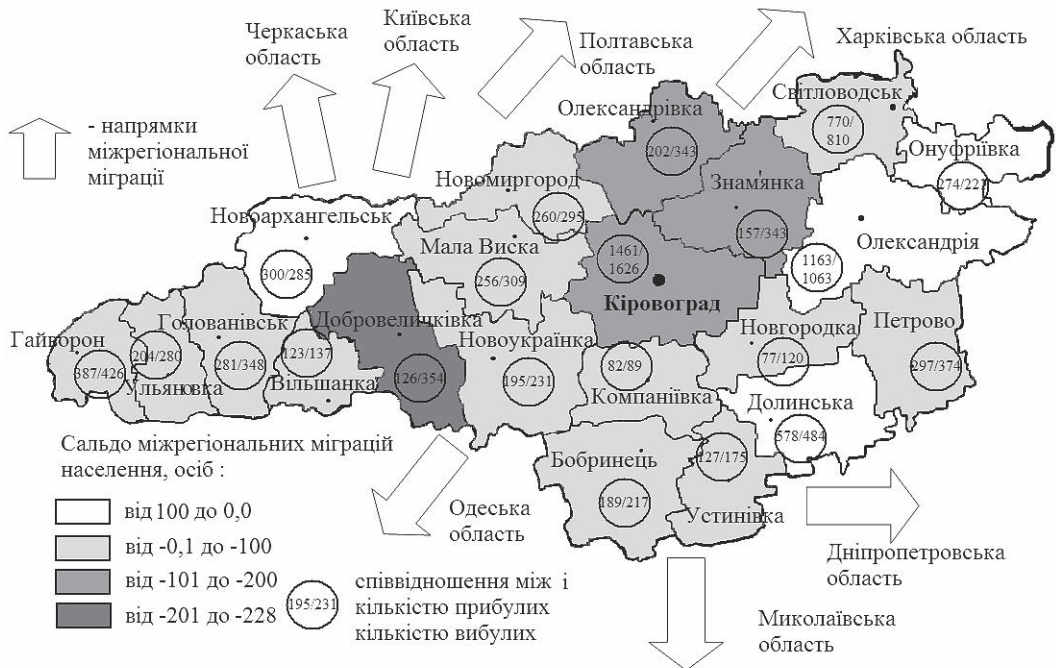 Черкаська
область
Київська
область
Полтавська
область
Харківська область
- напрямки
міжрегіональної
міграції
Олександрівка
202/343
Світловодськ
770/
810
Онуфріївка
274/221
Знам'янка
157/343
Новомиргород
260/295
Новоархангельськ
300/285
Мала Виска
256/309
1461/
1626
Кіровоград
Олександрія
1163/
1063
Гайворон
387/426
204/280
Ульяновка
Голованівськ
281/348
123/137
Вільшанка
Добровеличківка
126/354
Новоукраїнка
195/231
82/89
Компаніївка
Новгородка
77/120
Петрово
297/374
Долинська
578/484
Бобринець
189/217
127/175
Устинівка
Сальдо міжрегіональних міграцій
населення, осіб :
від 100 до 0,0
від -0,1 до -100
від -101 до -200
від -201 до -228
195/231
співвідношення між і
кількістю прибулих
кількістю вибулих
Одеська
область
Дніпропетровська
область
Миколаївська
область